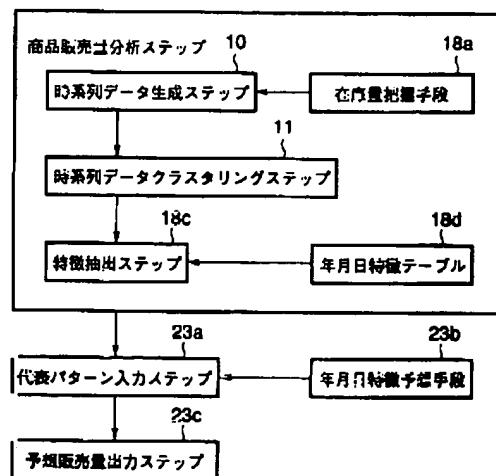 商品販売量分析ステップ
10
18a
時系列データ生成ステップ
在庫量把握手段
11
時系列データクラスタリングステップ
18c
18d
特徴抽出ステップ
年月日特徴テーブル
23a
23b
代表パターン入力ステップ
年月日特徴予想手段
23c
予想販売量出力ステップ